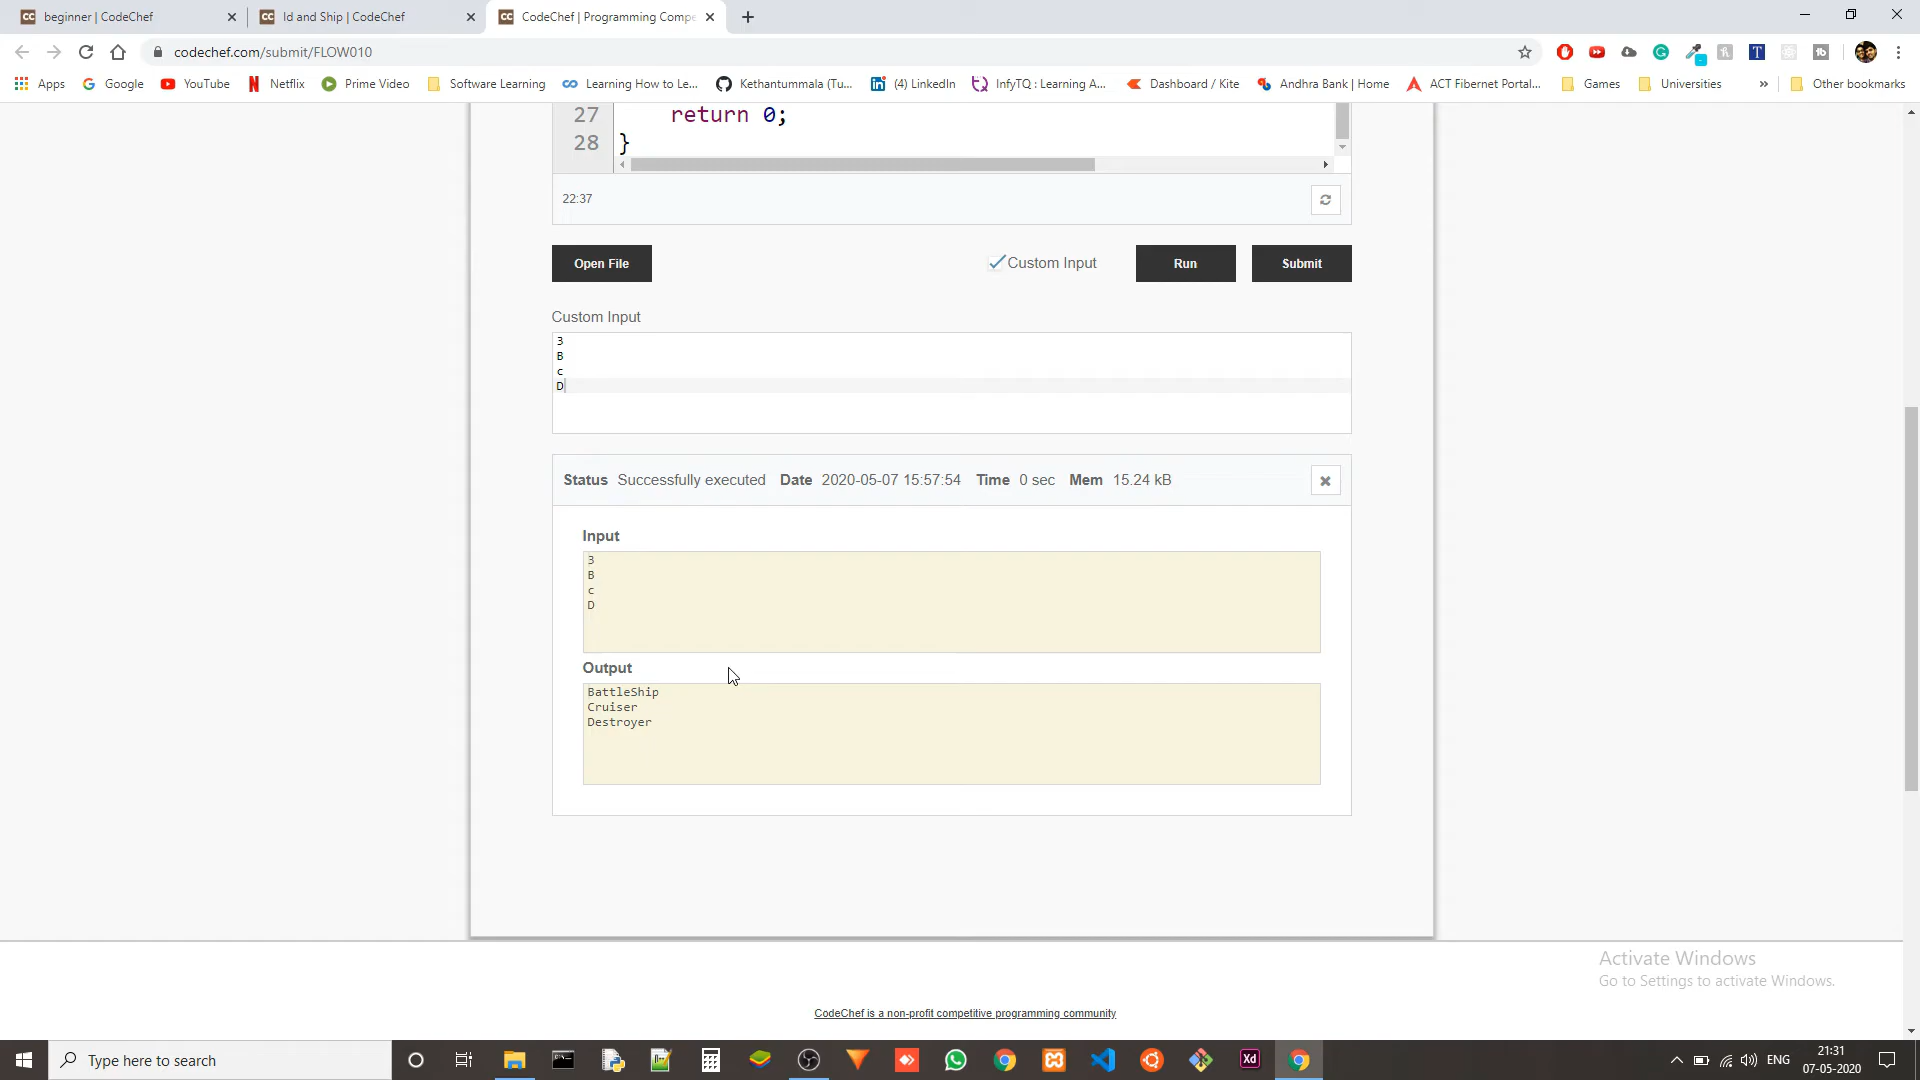 beginner | CodeChef
Id and Ship | CodeChef
CodeChef | Programming Compe
codechef.com/submit/FLOW010
Apps
Google
YouTube
Netflix
Prime Video
Software Learning
Learning How to Le...
Kethantummala (Tu...
(4) LinkedIn
InfyTQ : Learning A...
Dashboard / Kite
Andhra Bank | Home
ACT Fibernet Portal...
Games
Universities
»
Other bookmarks
27 return 0;
28 }
22:37
Open File
Custom Input
Run
Submit
Custom Input
3
B
c
D
Status Successfully executed Date 2020-05-07 15:57:54 Time 0 sec Mem 15.24 kB
Input
3
B
c
D
Output
BattleShip
Cruiser
Destroyer
Activate Windows
Go to Settings to activate Windows.
CodeChef is a non-profit competitive programming community
Type here to search
Xd
ENG
21:31
07-05-2020